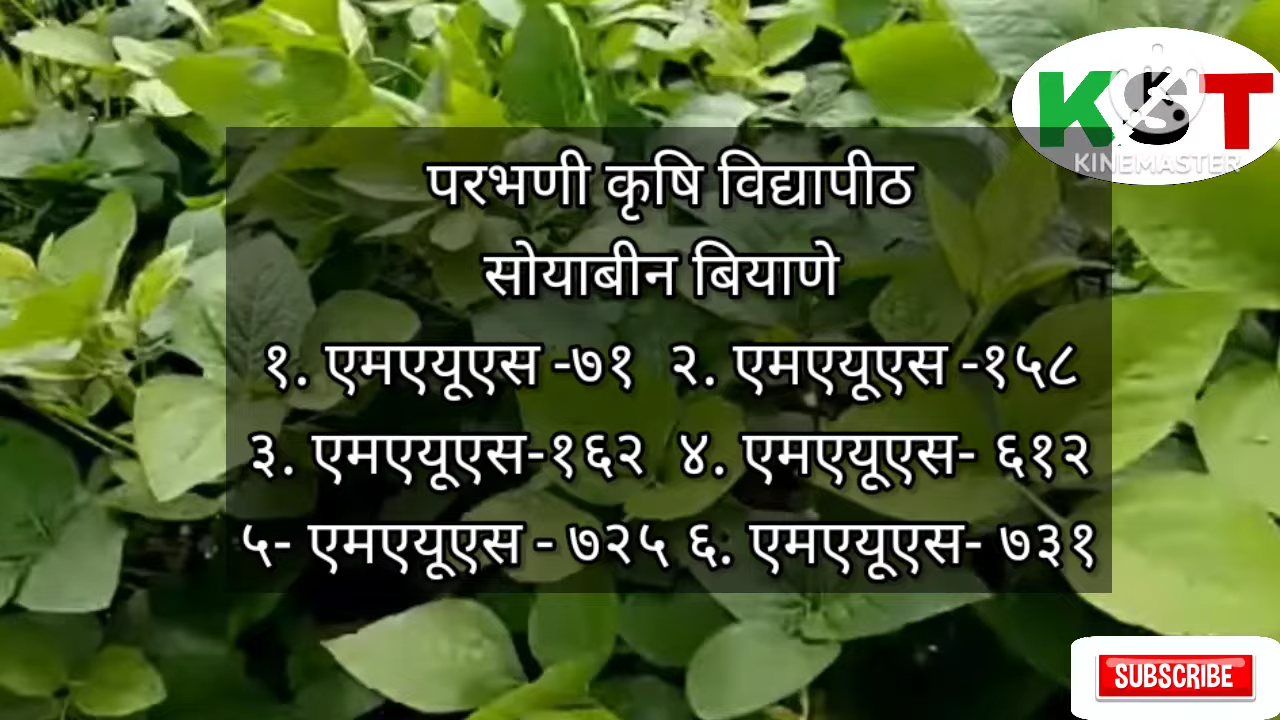 परभणी कृषि विद्यापीठ
सोयाबीन बियाणे
१. एमएयूएस -७१ २. एमएयूएस -१५८
३. एमएयूएस-१६२ ४. एमएयूएस- ६१२
५- एमएयूएस - ७२५ ६. एमएयूएस- ७३१
K&T
K
KINEMASTER
SUBSCRIBE